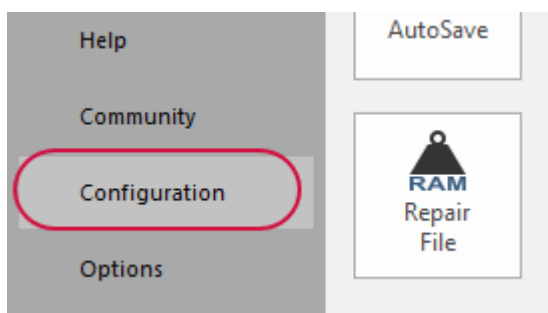 Help
Community
Configuration
Options
AutoSave
RAM
Repair
File